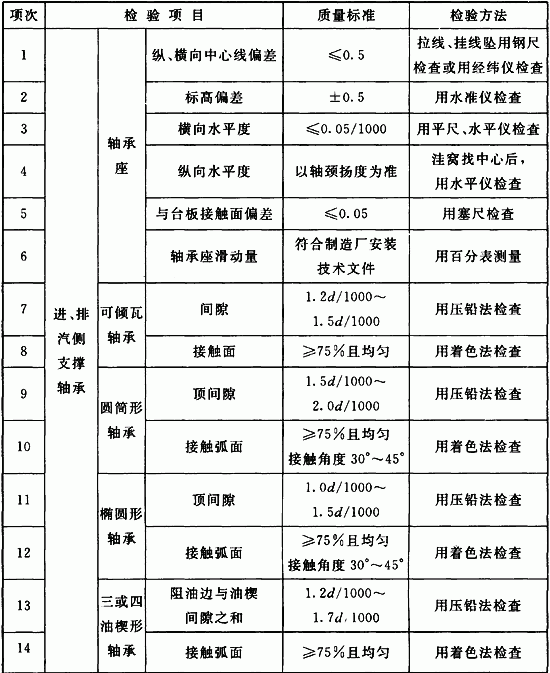 项次 检验项目 质量标准 检验方法
进、排
汽侧
支撑
轴承
轴承
座
1 纵、横向中心线偏差 ≤0.5 拉线、挂线坠用钢尺
检查或用经纬仪检查
2 标高偏差 ±0.5 用水准仪检查
3 横向水平度 ≤0.05/1000 用平尺、水平仪检查
4 纵向水平度 以轴颈扬度为准 洼窝找中心后，
用水平仪检查
5 与台板接触面偏差 ≤0.05 用塞尺检查
6 轴承座滑动量 符合制造厂安装
技术文件 用百分表测量
可倾瓦
轴承
7 间隙 1.2d/1000～
1.5d/1000 用压铅法检查
8 接触面 ≥75%且均匀 用着色法检查
圆筒形
轴承
9 顶间隙 1.5d/1000～
2.0d/1000 用压铅法检查
10 接触弧面 ≥75%且均匀
接触角度30°～45° 用着色法检查
椭圆形
轴承
11 顶间隙 1.0d/1000～
1.5d/1000 用压铅法检查
12 接触弧面 ≥75%且均匀
接触角度30°～45° 用着色法检查
三或四
油楔形
轴承
13 阻油边与油楔
间隙之和 1.2d/1000～
1.7d/1000 用压铅法检查
14 接触弧面 ≥75%且均匀 用着色法检查